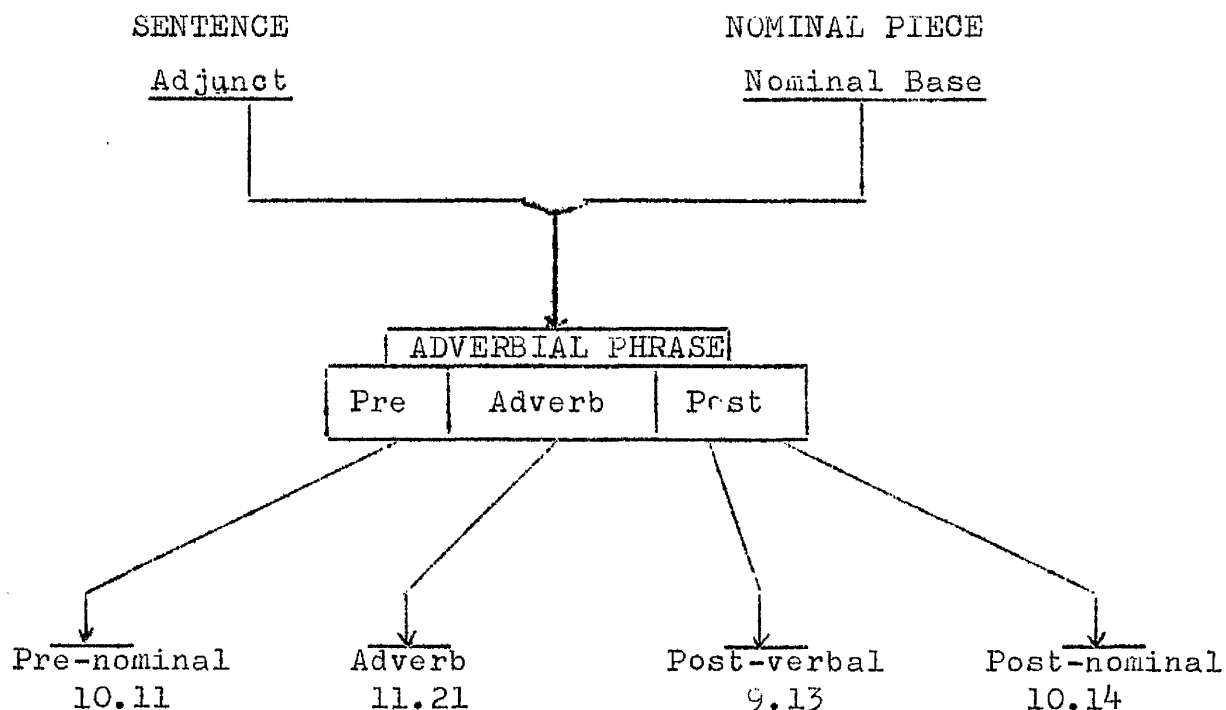 SENTENCE NOMINAL PIECE
Adjunct Nominal Base
ADVERBIAL PHRASE
Pre Adverb Post
Pre-nominal Adverb Post-verbal Post-nominal
10.11 11.21 9.13 10.14